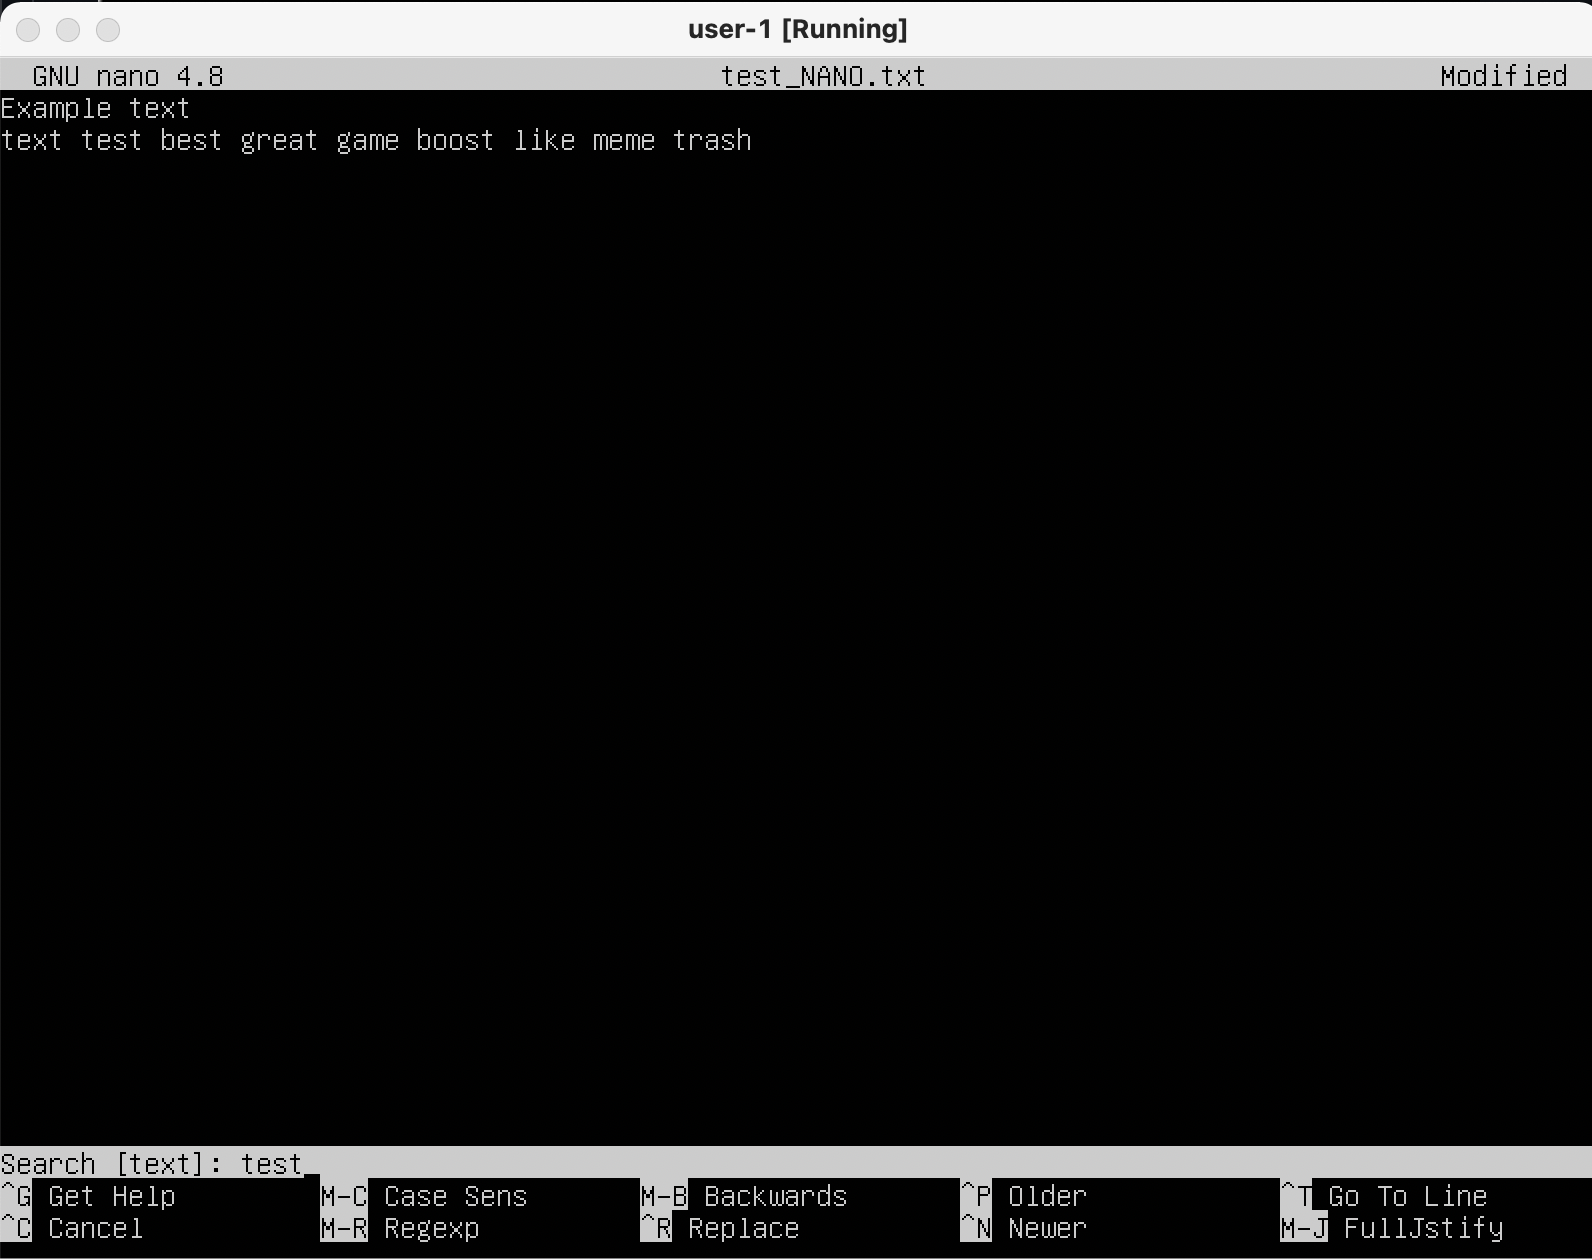 user-1 [Running]
GNU nano 4.8 test_NANO.txt Modified
Example text
text test best great game boost like meme trash
Search [text]: test
^G Get Help M-C Case Sens M-B Backwards ^P Older ^T Go To Line
^C Cancel M-R Regexp ^R Replace ^N Newer M-J FullJstify